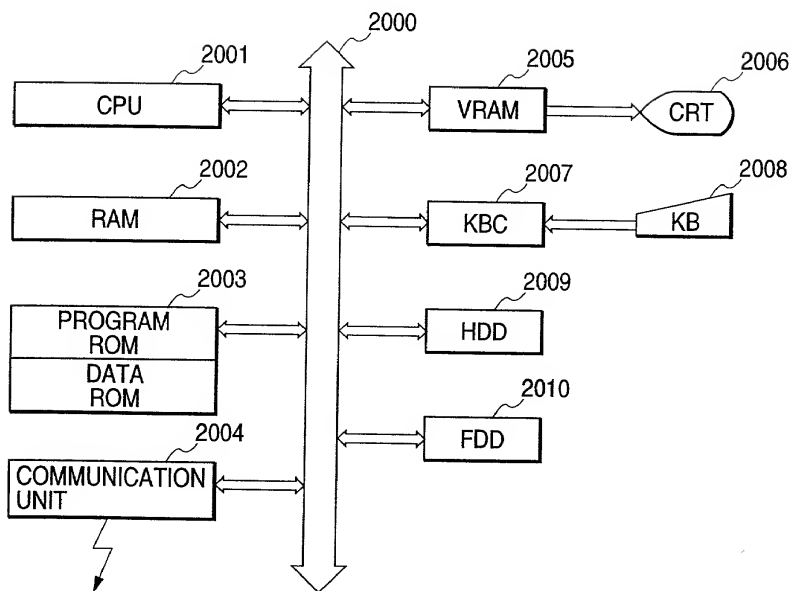 2000
2001
CPU
2002
RAM
2003
PROGRAM
ROM
DATA
ROM
2004
COMMUNICATION
UNIT
2005
VRAM
2006
CRT
2007
KBC
2008
KB
2009
HDD
2010
FDD